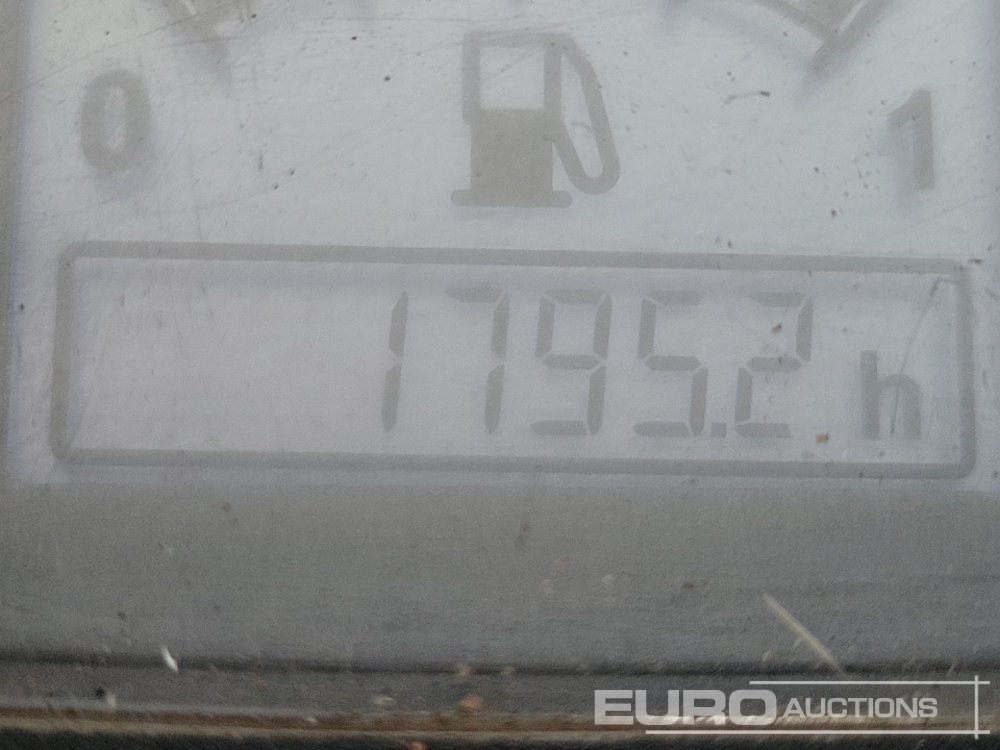 0 1
1795.2 h
EURO AUCTIONS